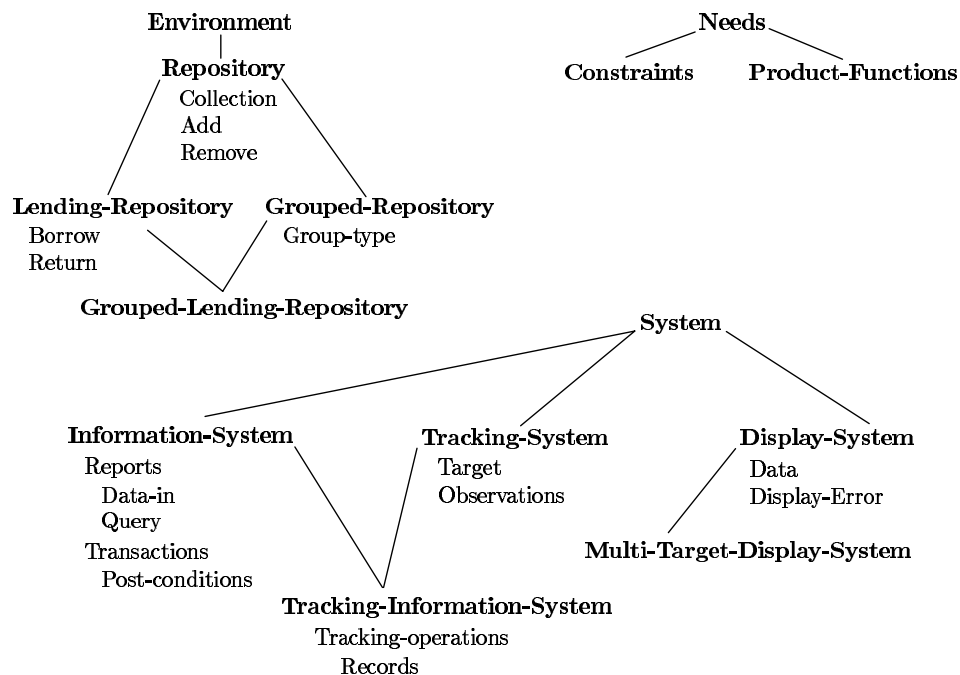 Environment
Needs
Repository
Constraints
Product-Functions
Collection
Add
Remove
Lending-Repository
Grouped-Repository
Borrow
Group-type
Return
Grouped-Lending-Repository
System
Information-System
Tracking-System
Display-System
Reports
Target
Data
Data-in
Observations
Display-Error
Query
Transactions
Multi-Target-Display-System
Post-conditions
Tracking-Information-System
Tracking-operations
Records